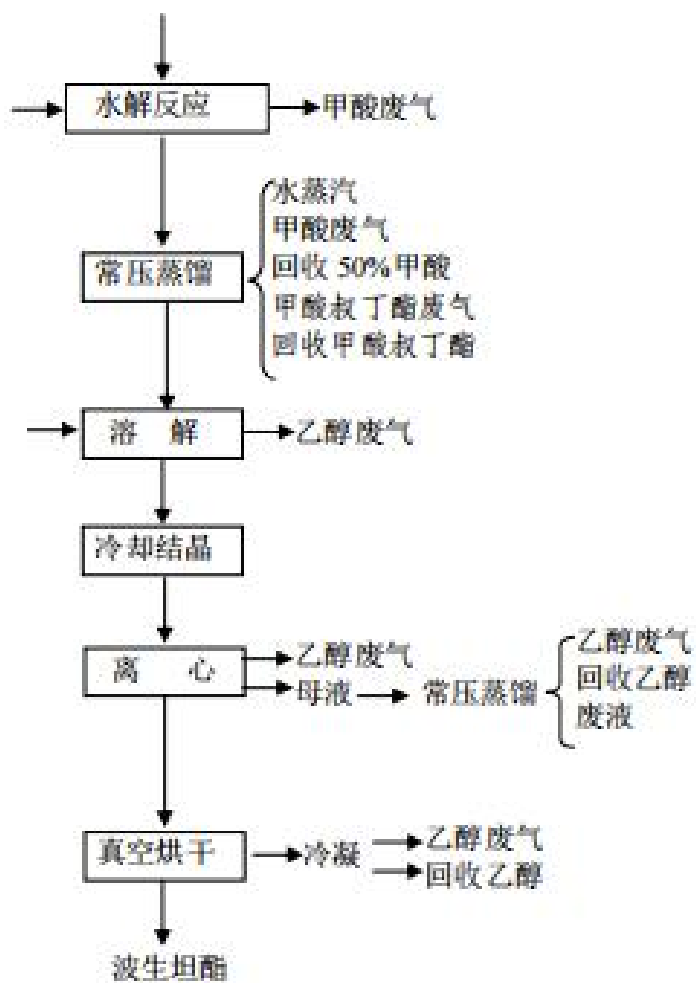 水解反应
甲酸废气
水蒸汽
甲酸废气
常压蒸馏
回收 50%甲酸
甲酸叔丁酯废气
回收甲酸叔丁酯
溶 解
乙醇废气
冷却结晶
离 心
乙醇废气
母液
常压蒸馏
乙醇废气
回收乙醇
废液
真空烘干
冷凝
乙醇废气
回收乙醇
波生坦酯